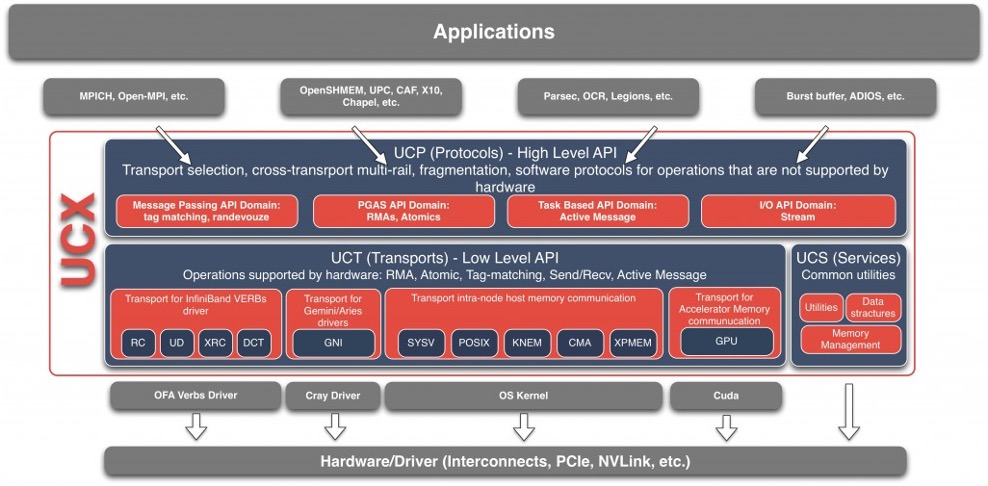 Applications
MPICH, Open-MPI, etc.
OpenSHMEM, UPC, CAF, X10,
Chapel, etc.
Parsec, OCR, Legions, etc.
Burst buffer, ADIOS, etc.
UCX
UCP (Protocols) - High Level API
Transport selection, cross-transrport multi-rail, fragmentation, software protocols for operations that are not supported by
hardware
Message Passing API Domain:
tag matching, randevouze
PGAS API Domain:
RMAs, Atomics
Task Based API Domain:
Active Message
I/O API Domain:
Stream
UCT (Transports) - Low Level API
Operations supported by hardware: RMA, Atomic, Tag-matching, Send/Recv, Active Message
Transport for InfiniBand VERBs
driver
RC
UD
XRC
DCT
Transport for
Gemini/Aries
drivers
GNI
Transport intra-node host memory communication
SYSV
POSIX
KNEM
CMA
XPMEM
Transport for
Accelerator Memory
communucation
GPU
UCS (Services)
Common utilities
Utilities
Data
stractures
Memory
Management
OFA Verbs Driver
Cray Driver
OS Kernel
Cuda
Hardware/Driver (Interconnects, PCIe, NVLink, etc.)